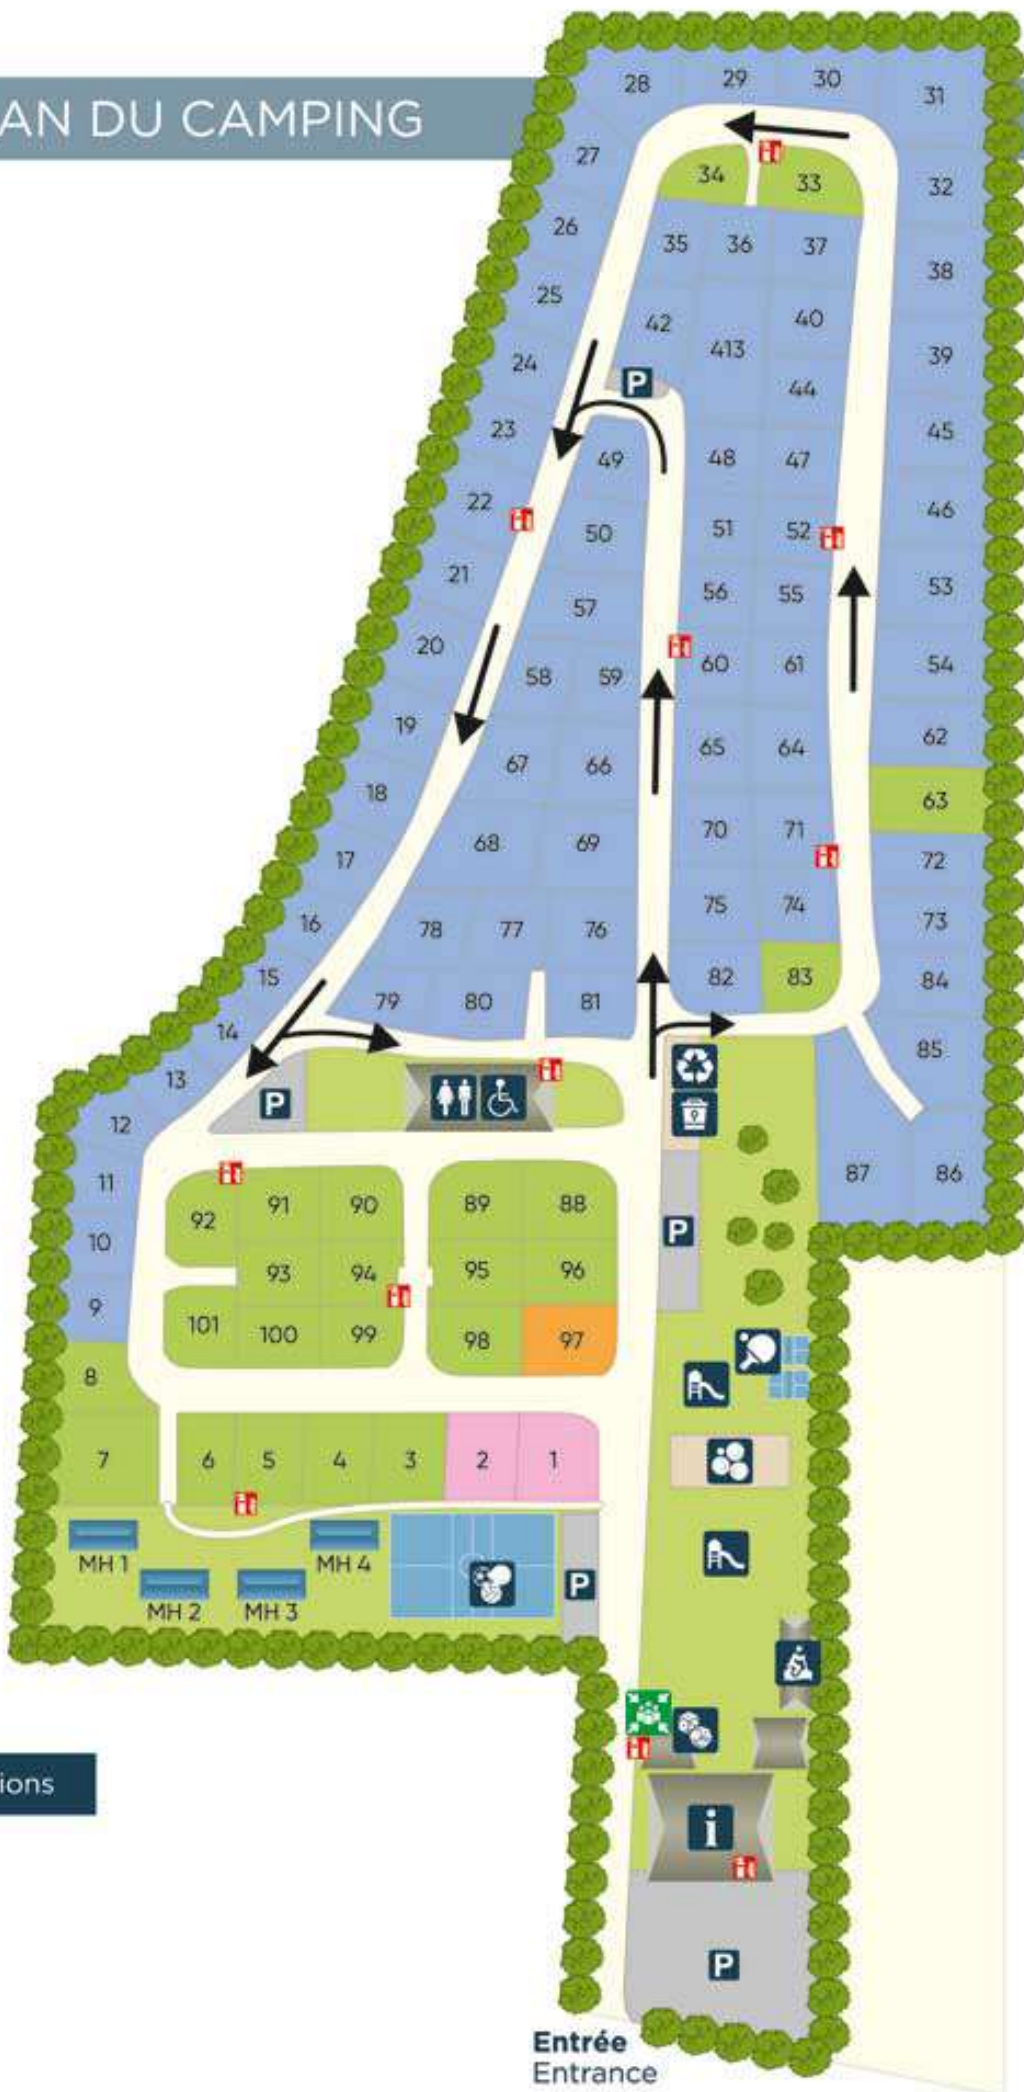 AN DU CAMPING
28 29 30 31
27 34 33 32
26 35 36 37 38
25 42 413 40 39
24 P 44
23 49 48 47 45
22 50 51 52 46
21 57 56 55 53
20 58 59 60 61 54
19 67 66 65 64 62
18 63
17 68 69 70 71 72
16 78 77 76 75 74 73
15 79 80 81 82 83 84
14 85
13 P
12 87 86
11 92 91 90 89 88 P
10 93 94 95 96
9 101 100 99 98 97
8
7 6 5 4 3 2 1
MH 1 MH 4
MH 2 MH 3 P
ions
i
P
Entrée
Entrance